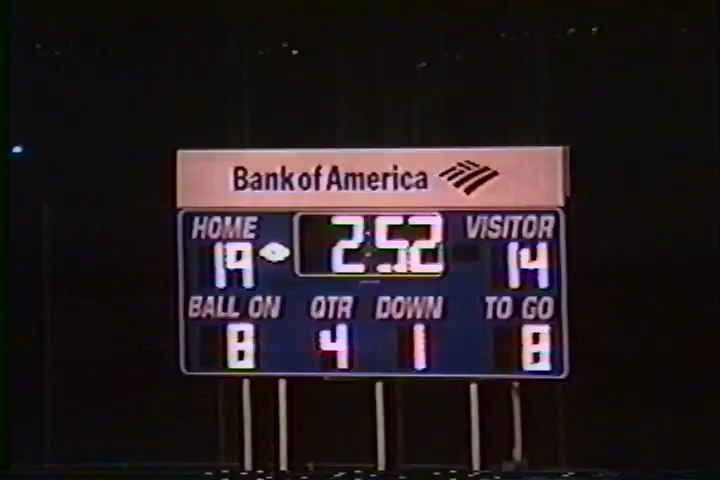 Bank of America
HOME 2:52 VISITOR
19 14
BALL ON QTR DOWN TO GO
8 4 1 8